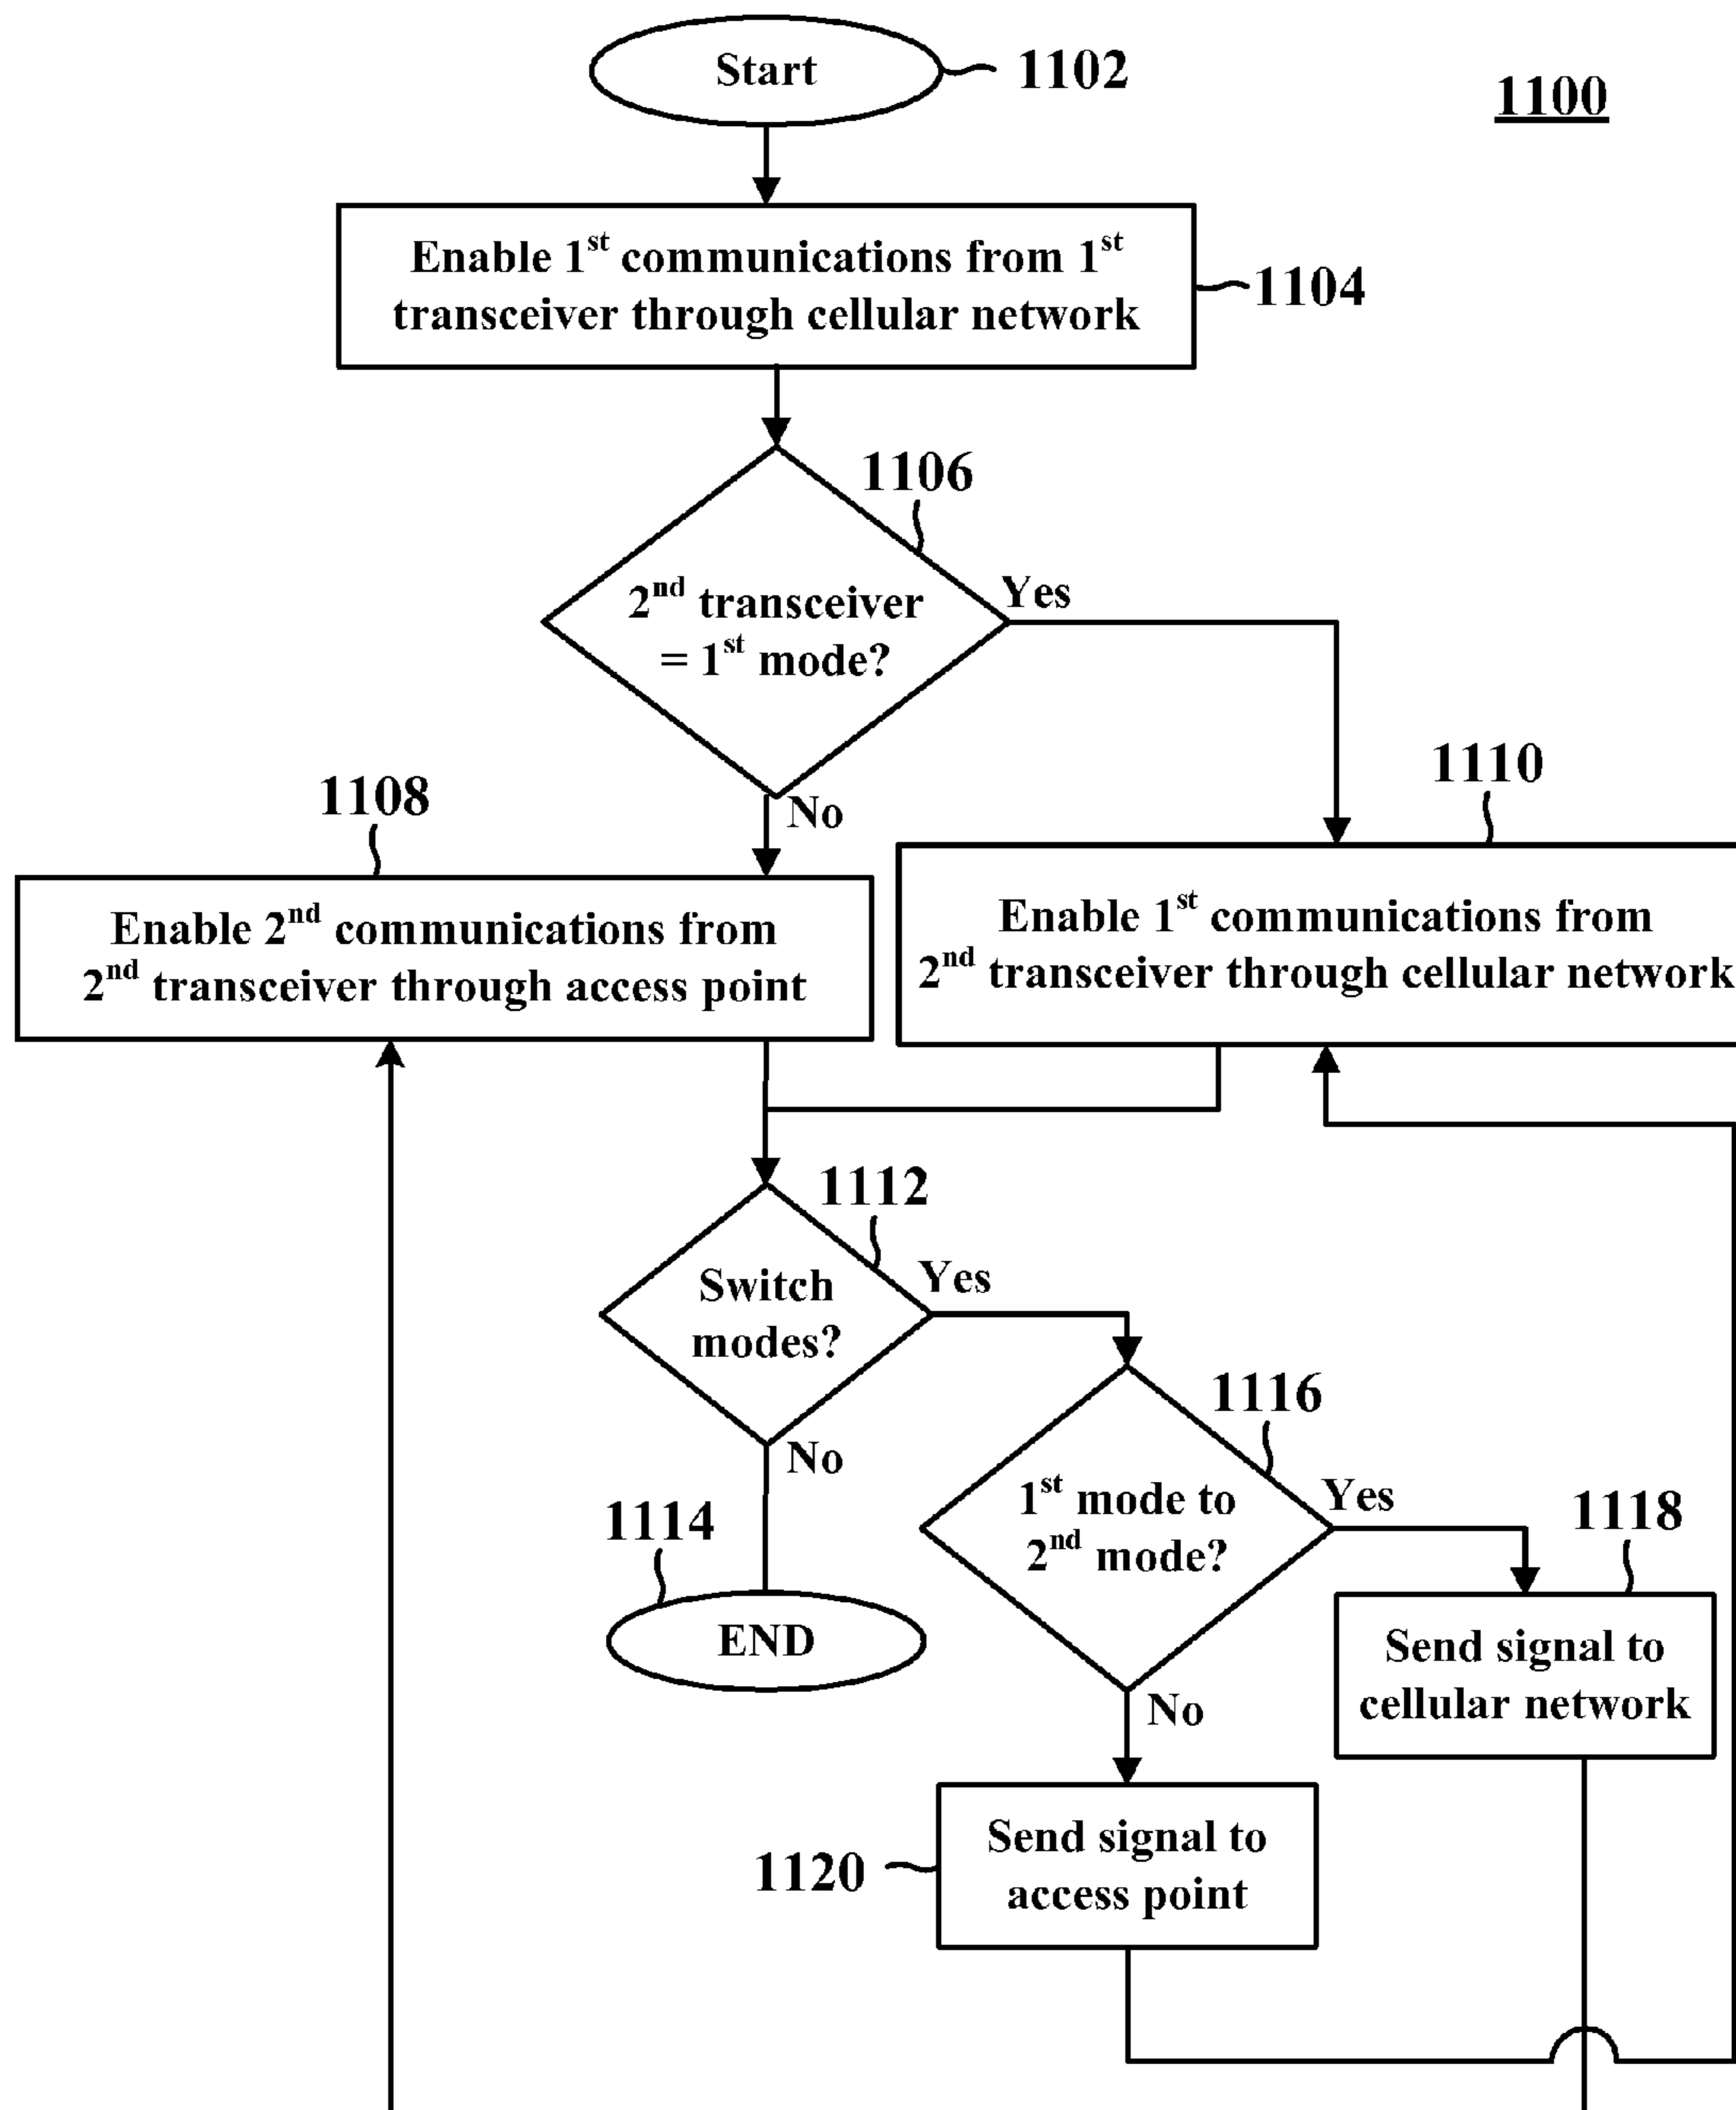 Start
1102
1100
Enable 1st communications from 1st
transceiver through cellular network
1104
1106
2nd transceiver
= 1st mode?
Yes
No
1108
1110
Enable 2nd communications from
2nd transceiver through access point
Enable 1st communications from
2nd transceiver through cellular network
1112
Switch
modes?
Yes
No
1114
END
1116
1st mode to
2nd mode?
Yes
No
1118
Send signal to
cellular network
1120
Send signal to
access point